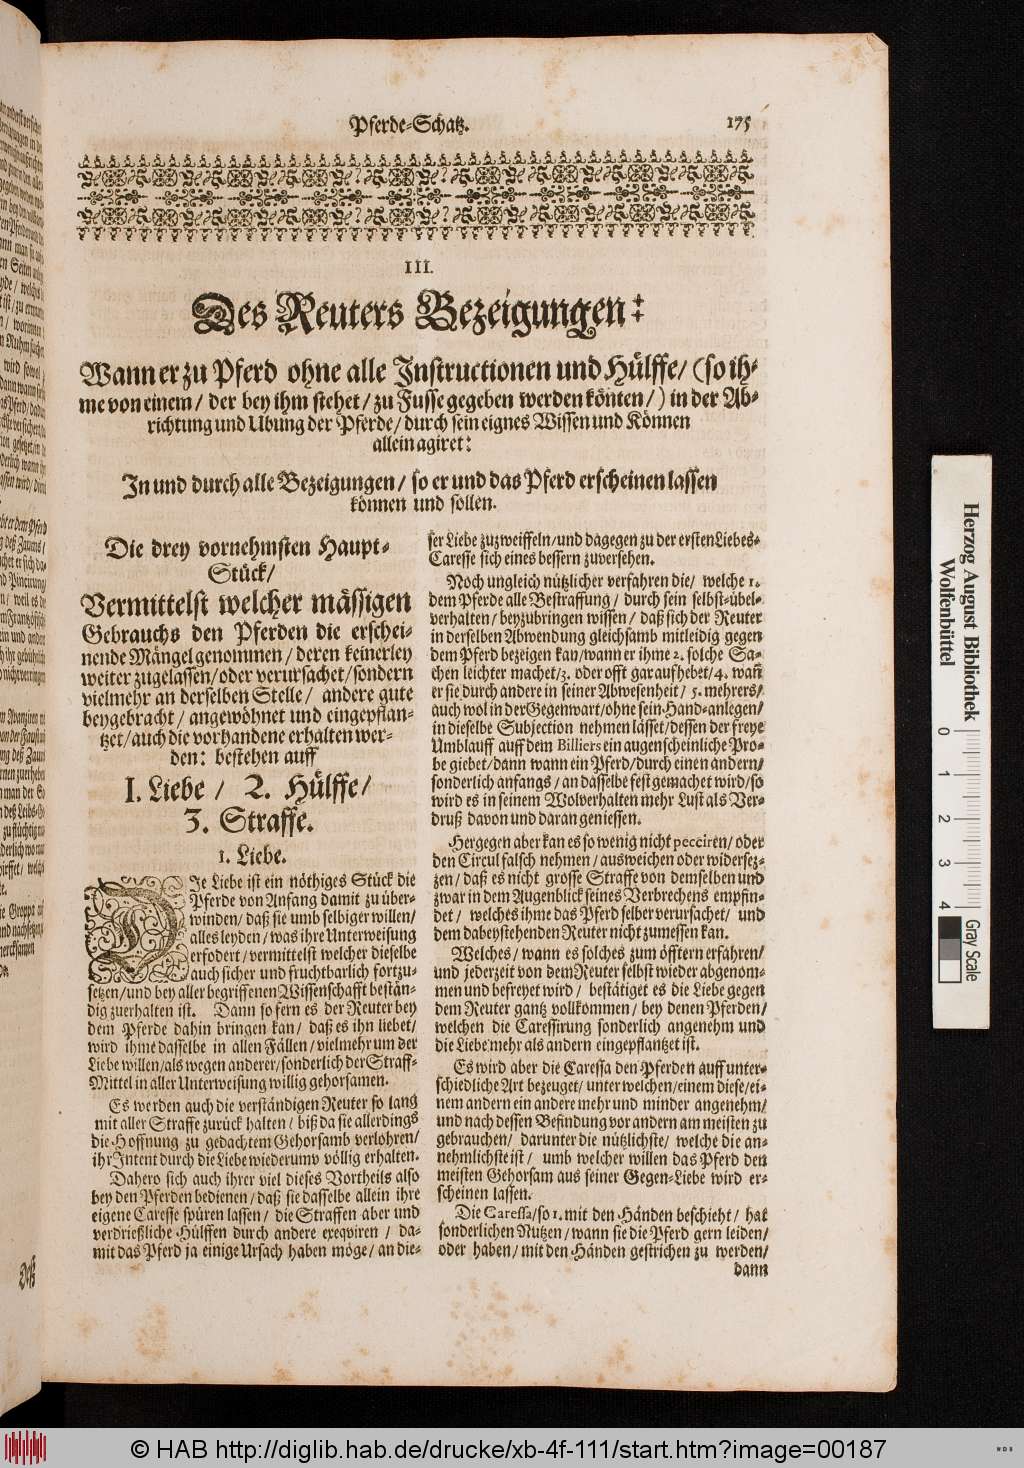 Pferde-Schatz.
175
III.
Des Reuters Bezeigungen:
Wann er zu Pferd ohne alle Instructionen und Hülffe/ (so ih-
me von einem/ der bey ihm stehet/ zu Fusse gegeben werden könten/) in der Ab-
richtung und Ubung der Pferde/ durch sein eignes Wissen und Können
allein agiret:
In und durch alle Bezeigungen/ so er und das Pferd erscheinen lassen
können und sollen.
Die drey vornehmsten Haupt-
Stück/
Vermittelst welcher mässigen
Gebrauchs den Pferden die erschei-
nende Mängel genommen/ deren keinerley
weiter zugelassen/ oder verursachet/ sondern
vielmehr an derselben Stelle/ andere gute
beygebracht/ angewöhnet und eingepflan-
tzet/ auch die vorhandene erhalten wer-
den: bestehen auff
I. Liebe/ 2. Hülffe/
3. Straffe.
1. Liebe.
DIe Liebe ist ein nöthiges Stück die
Pferde von Anfang damit zu über-
winden/ daß sie umb selbiger willen/
alles leyden/ was ihre Unterweisung
erfodert/ vermittelst welcher dieselbe
auch sicher und fruchtbarlich fortzu-
setzen/ und bey aller begriffenen Wissenschafft bestän-
dig zuerhalten ist. Dann so fern es der Reuter bey
dem Pferde dahin bringen kan/ daß es ihn liebet/
wird ihme dasselbe in allen Fällen/ vielmehr um der
Liebe willen/ als wegen anderer/ sonderlich der Straff-
Mittel in aller Unterweisung willig gehorsamen.
Es werden auch die verständigen Reuter so lang
mit aller Straffe zurück halten/ biß da sie allerdings
die Hoffnung zu gedachtem Gehorsamb verlohren/
ihr Intent durch die Liebe wiederumb völlig erhalten.
Dahero sich auch ihrer viel dieses Vortheils also
bey den Pferden bedienen/ daß sie dasselbe allein ihre
eigene Caresse spüren lassen/ die Straffen aber und
verdrießliche Hülffen durch andere exeqviren/ da-
mit das Pferd ja einige Ursach haben möge/ an die-
ser Liebe zuzweiffeln/ und dagegen zu der ersten Liebes-
Caresse sich eines bessern zuversehen.
Noch ungleich nützlicher verfahren die/ welche 1.
dem Pferde alle Bestraffung/ durch sein selbst-übel-
verhalten/ beyzubringen wissen/ daß sich der Reuter
in derselben Abwendung gleichsamb mitleidig gegen
dem Pferd bezeigen kan/ wann er ihme 2. solche Sa-
chen leichter machet/ 3. oder offt gar aufhebet/ 4. wañ
er sie durch andere in seiner Abwesenheit/ 5. mehrers/
auch wol in der Gegenwart/ ohne sein Hand-anlegen/
in dieselbe Subjection nehmen lässet/ dessen der freye
Umblauff auff dem Billiers ein augenscheinliche Pro-
be giebet/ dann wann ein Pferd/ durch einen andern/
sonderlich anfangs/ an dasselbe fest gemachet wird/ so
wird es in seinem Wolverhalten mehr Lust als Ver-
druß davon und daran geniessen.
Hergegen aber kan es so wenig nicht pecciren/ oder
den Circul falsch nehmen/ ausweichen oder widersez-
zen/ daß es nicht grosse Straffe von demselben und
zwar in dem Augenblick seines Verbrechens empfin-
det/ welches ihme das Pferd selber verursachet/ und
dem dabeystehenden Reuter nicht zumessen kan.
Welches/ wann es solches zum öfftern erfahren/
und jederzeit von dem Reuter selbst wieder abgenom-
men und befreyet wird/ bestätiget es die Liebe gegen
dem Reuter gantz vollkommen/ bey denen Pferden/
welchen die Caressirung sonderlich angenehm und
die Liebe mehr als andern eingepflantzet ist.
Es wird aber die Caressa den Pferden auff unter-
schiedliche Art bezeuget/ unter welchen/ einem diese/ ei-
nem andern ein andere mehr und minder angenehm/
und nach dessen Befindung vor andern am meisten zu
gebrauchen/ darunter die nützlichste/ welche die an-
nehmlichste ist/ umb welcher willen das Pferd den
meisten Gehorsam aus seiner Gegen-Liebe wird er-
scheinen lassen.
Die Caressa/ so 1. mit den Händen beschieht/ hat
sonderlichen Nutzen/ wann sie die Pferd gern leiden/
oder haben/ mit den Händen gestrichen zu werden/
dann
Herzog August Bibliothek
Wolfenbüttel
0 1 2 3 4
Gray Scale
© HAB http://diglib.hab.de/drucke/xb-4f-111/start.htm?image=00187